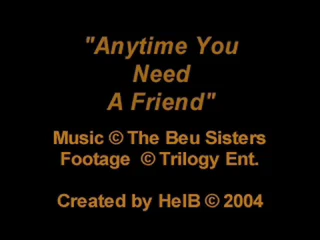 "Anytime You
Need
A Friend"
Music © The Beu Sisters
Footage © Trilogy Ent.
Created by HelB © 2004